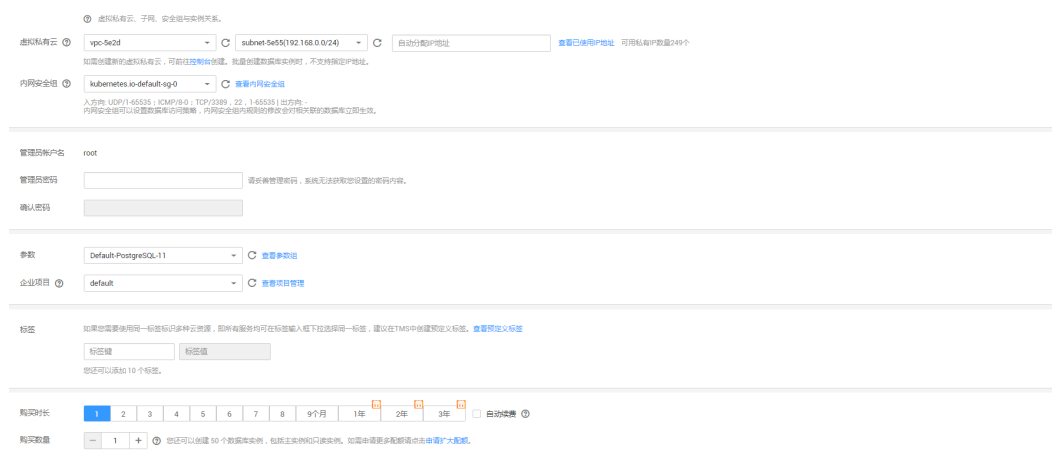 虚拟私有云、子网、安全组与实例关系。
虚拟私有云 vpc-5e2d subnet-5e55(192.168.0.0/24) 自动分配IP地址 查看已使用IP地址 可用私有IP数量249个
如需创建新的虚拟私有云，可前往控制台创建。批量创建数据库实例时，不支持指定IP地址。
内网安全组 kubernetes.io-default-sg-0 查看内网安全组
入方向: UDP/1-65535；ICMP/8-0；TCP/3389，22，1-65535 | 出方向: -
内网安全组可以设置数据库访问策略，内网安全组内规则的修改会对相关联的数据库立即生效。
管理员帐户名 root
管理员密码 请妥善管理密码，系统无法获取您设置的密码内容。
确认密码
参数 Default-PostgreSQL-11 查看参数组
企业项目 default 查看项目管理
标签 如果您需要使用同一标签标识多种云资源，即所有服务均可在标签输入框下拉选择同一标签，建议在TMS中创建预定义标签。查看预定义标签
标签键 标签值
您还可以添加 10 个标签。
购买时长 1 2 3 4 5 6 7 8 9个月 1年 2年 3年 自动续费
购买数量 － 1 + 您还可以创建 50 个数据库实例，包括主实例和只读实例。如需申请更多配额请点击申请扩大配额。